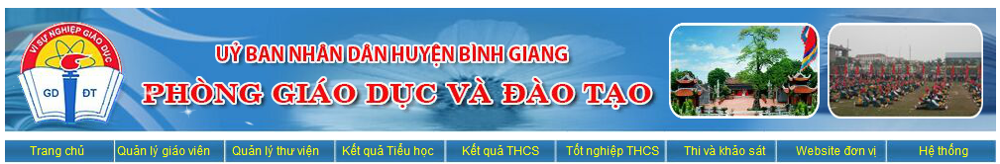 VÌ SỰ NGHIỆP GIÁO DỤC
GD ĐT
UỶ BAN NHÂN DÂN HUYỆN BÌNH GIANG
PHÒNG GIÁO DỤC VÀ ĐÀO TẠO
Trang chủ Quản lý giáo viên Quản lý thư viện Kết quả Tiểu học Kết quả THCS Tốt nghiệp THCS Thi và khảo sát Website đơn vị Hệ thống